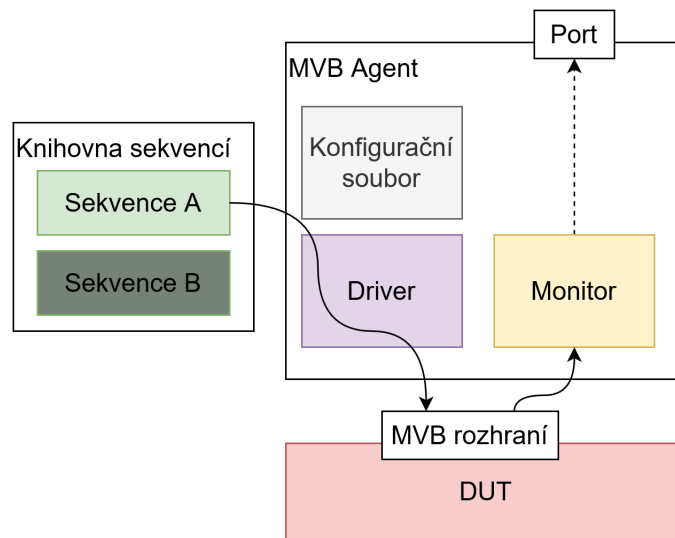 Port
MVB Agent
Knihovna sekvencí
Sekvence A
Sekvence B
Konfigurační
soubor
Driver
Monitor
MVB rozhraní
DUT